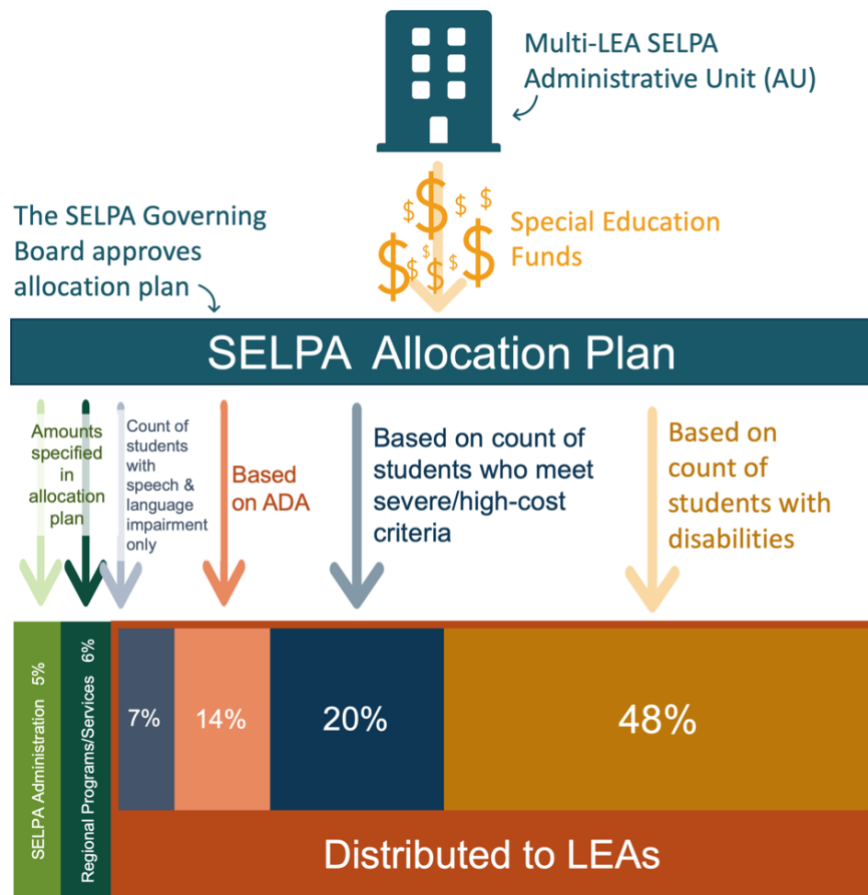 Multi-LEA SELPA
Administrative Unit (AU)
$ $ $ $ $ $ $ $ $
Special Education
Funds
The SELPA Governing
Board approves
allocation plan
SELPA Allocation Plan
Amounts
specified
in
allocation
plan
Count of
students
with
speech &
language
impairment
only
Based
on ADA
Based on count of
students who meet
severe/high-cost
criteria
Based on
count of
students with
disabilities
SELPA Administration 5%
Regional Programs/Services 6%
7%
14%
20%
48%
Distributed to LEAs